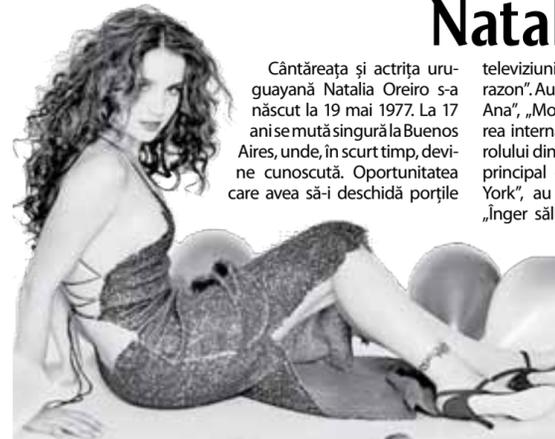 Natal
Cântăreața și actrița uru-
guayană Natalia Oreiro s-a
născut la 19 mai 1977. La 17
ani se mută singură la Buenos
Aires, unde, în scurt timp, devi-
ne cunoscută. Oportunitatea
care avea să-i deschidă porțile
televiziuni
razon”. Au
Ana”, „Mo
rea intern
rolului din
principal
York”, au
„Înger săl